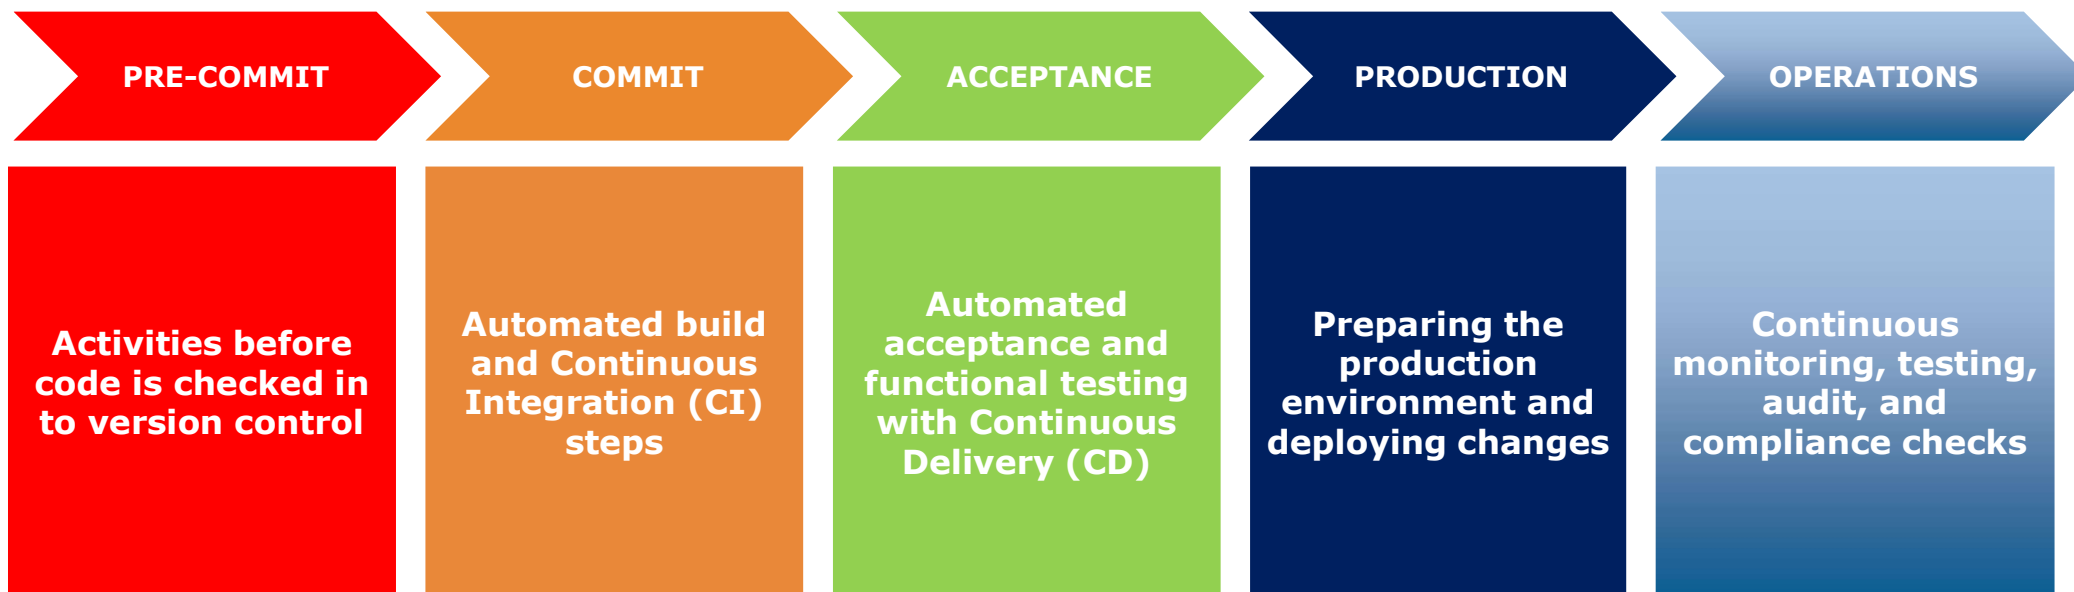 PRE-COMMIT
COMMIT
ACCEPTANCE
PRODUCTION
OPERATIONS
Activities before
code is checked in
to version control
Automated build
and Continuous
Integration (CI)
steps
Automated
acceptance and
functional testing
with Continuous
Delivery (CD)
Preparing the
production
environment and
deploying changes
Continuous
monitoring, testing,
audit, and
compliance checks